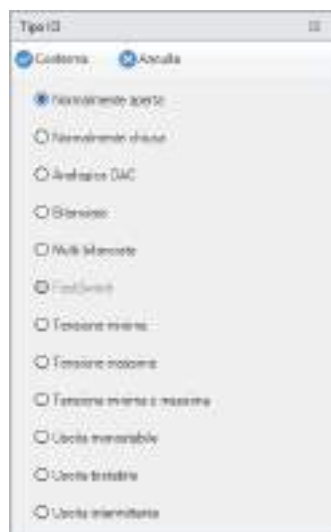 Tipo IO
Conferma Annulla
Normalmente aperto
Normalmente chiuso
Analogico DAC
Bilanciato
Multi bilanciato
Tensione minima
Tensione massima
Tensione minima e massima
Uscita monostabile
Uscita bistabile
Uscita intermittente